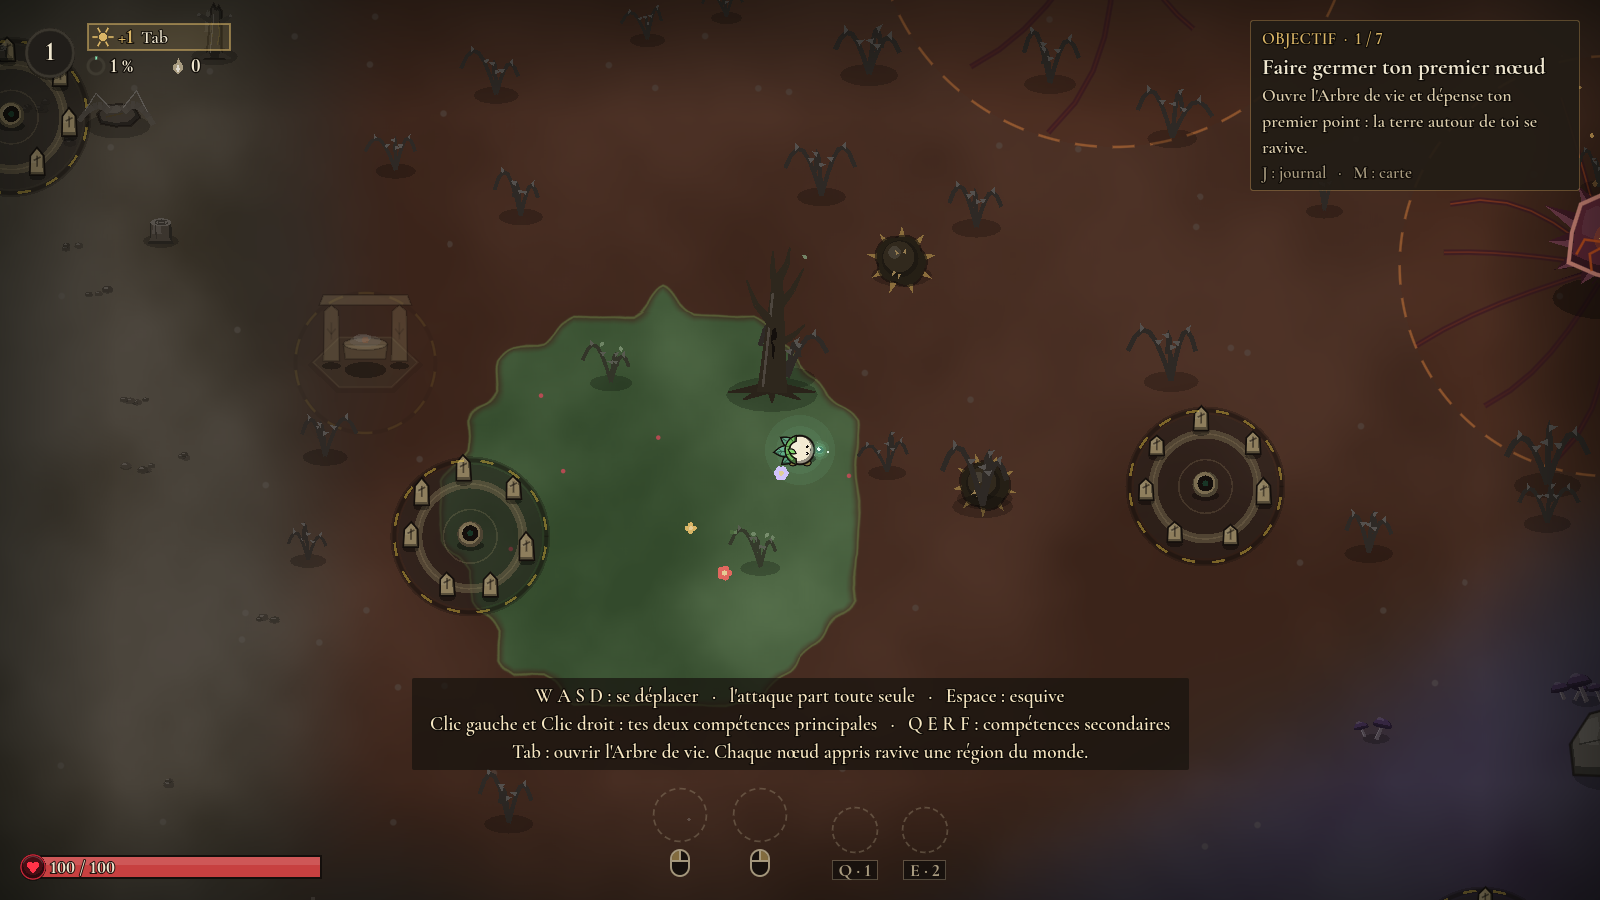 1
+1 Tab
1 %
0
OBJECTIF · 1 / 7
Faire germer ton premier nœud
Ouvre l'Arbre de vie et dépense ton
premier point : la terre autour de toi se
ravive.
J : journal · M : carte
W A S D : se déplacer · l'attaque part toute seule · Espace : esquive
Clic gauche et Clic droit : tes deux compétences principales · Q E R F : compétences secondaires
Tab : ouvrir l'Arbre de vie. Chaque nœud appris ravive une région du monde.
Q · 1
E · 2
100 / 100